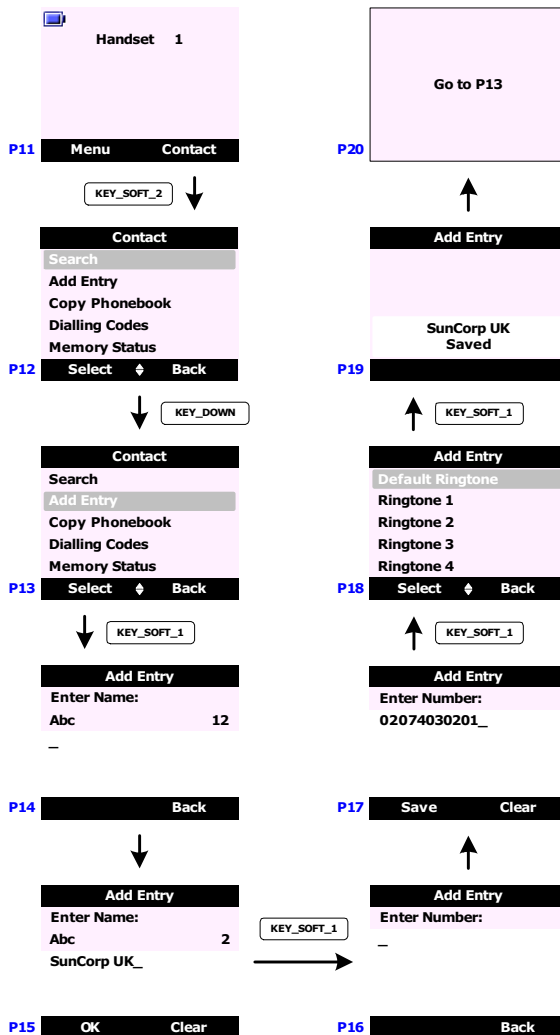 Handset 1
P11
Menu Contact
KEY_SOFT_2
Contact
Search
Add Entry
Copy Phonebook
Dialling Codes
Memory Status
P12
Select Back
KEY_DOWN
Contact
Search
Add Entry
Copy Phonebook
Dialling Codes
Memory Status
P13
Select Back
KEY_SOFT_1
Add Entry
Enter Name:
Abc 12
_
P14
Back
Add Entry
Enter Name:
Abc 2
SunCorp UK_
P15
OK Clear
KEY_SOFT_1
Add Entry
Enter Number:
_
P16
Back
Add Entry
Enter Number:
02074030201_
P17
Save Clear
KEY_SOFT_1
Add Entry
Default Ringtone
Ringtone 1
Ringtone 2
Ringtone 3
Ringtone 4
P18
Select Back
KEY_SOFT_1
Add Entry
SunCorp UK
Saved
P19
Go to P13
P20